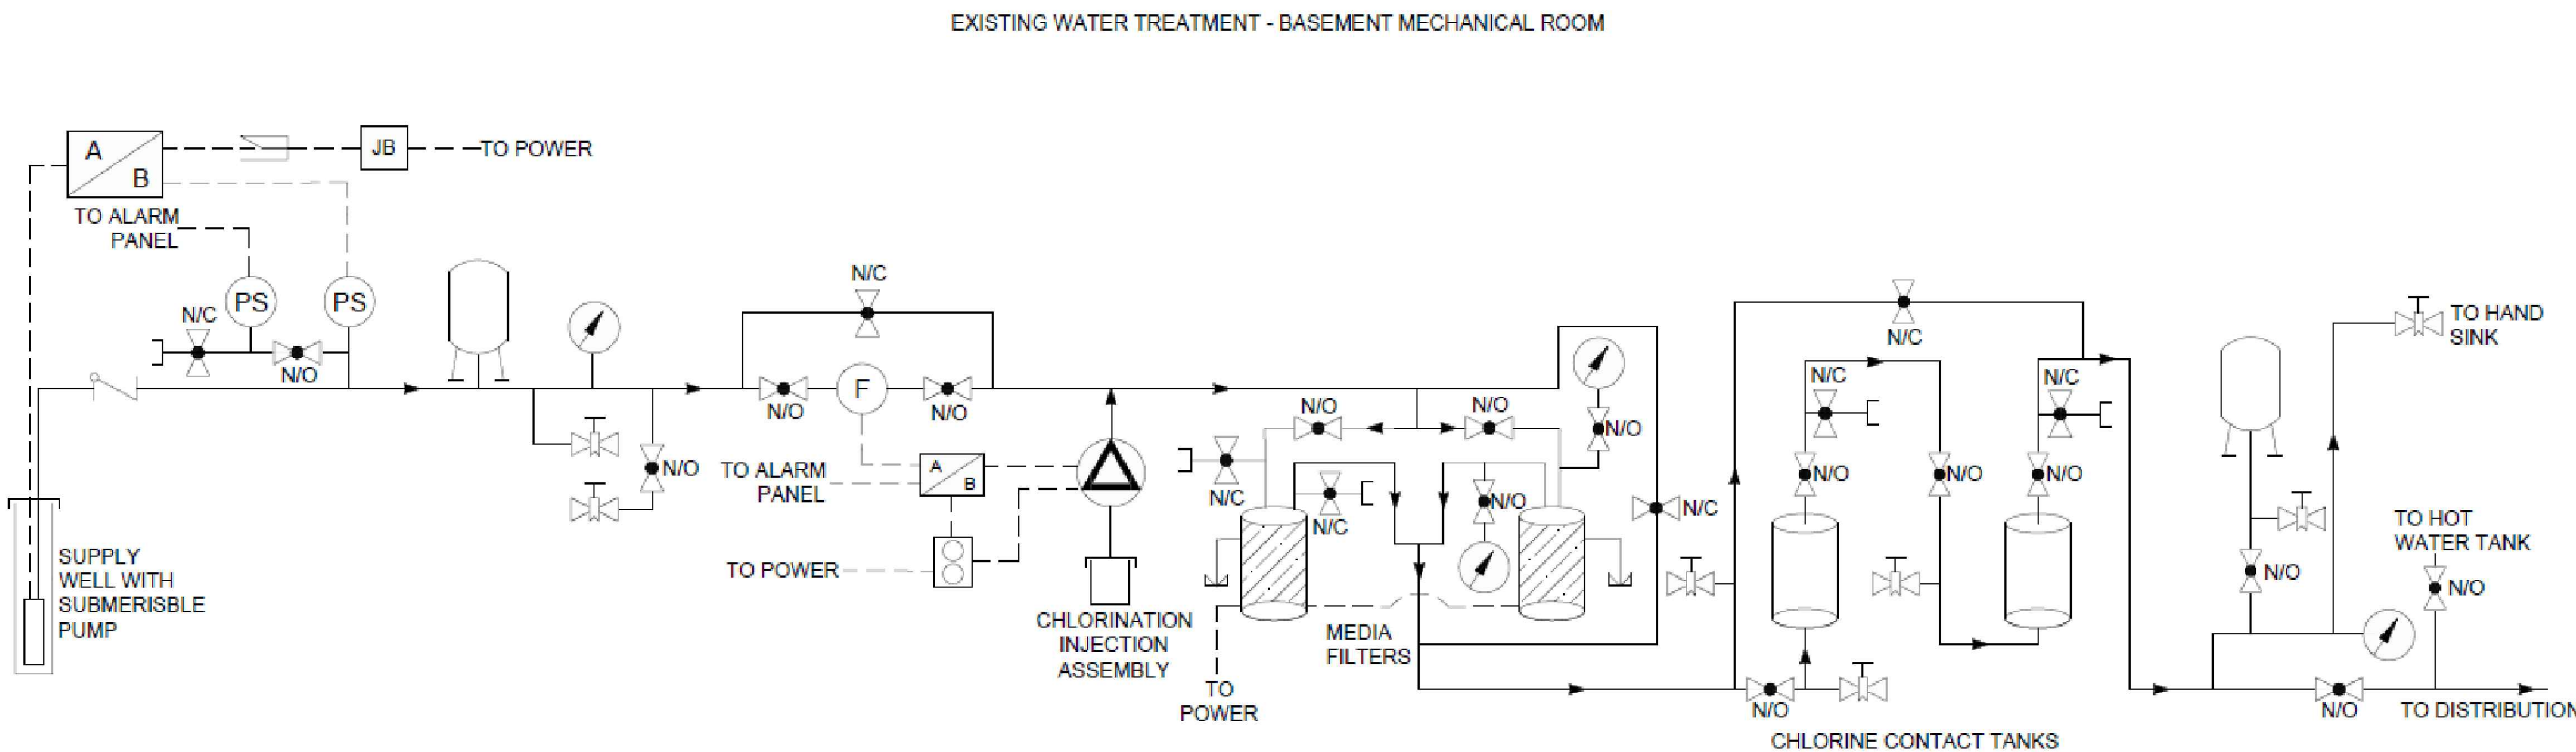 EXISTING WATER TREATMENT - BASEMENT MECHANICAL ROOM
A
B
JB
TO POWER
TO ALARM
PANEL
PS
PS
N/C
N/O
SUPPLY
WELL WITH
SUBMERISBLE
PUMP
N/O
N/C
N/O
F
N/O
TO ALARM
PANEL
A
B
TO POWER
CHLORINATION
INJECTION
ASSEMBLY
N/O
N/O
N/O
N/C
N/C
N/O
N/C
MEDIA
FILTERS
TO
POWER
N/C
N/C
N/C
N/O
N/O
N/O
N/O
CHLORINE CONTACT TANKS
TO HAND
SINK
TO HOT
WATER TANK
N/O
N/O
N/O
TO DISTRIBUTION